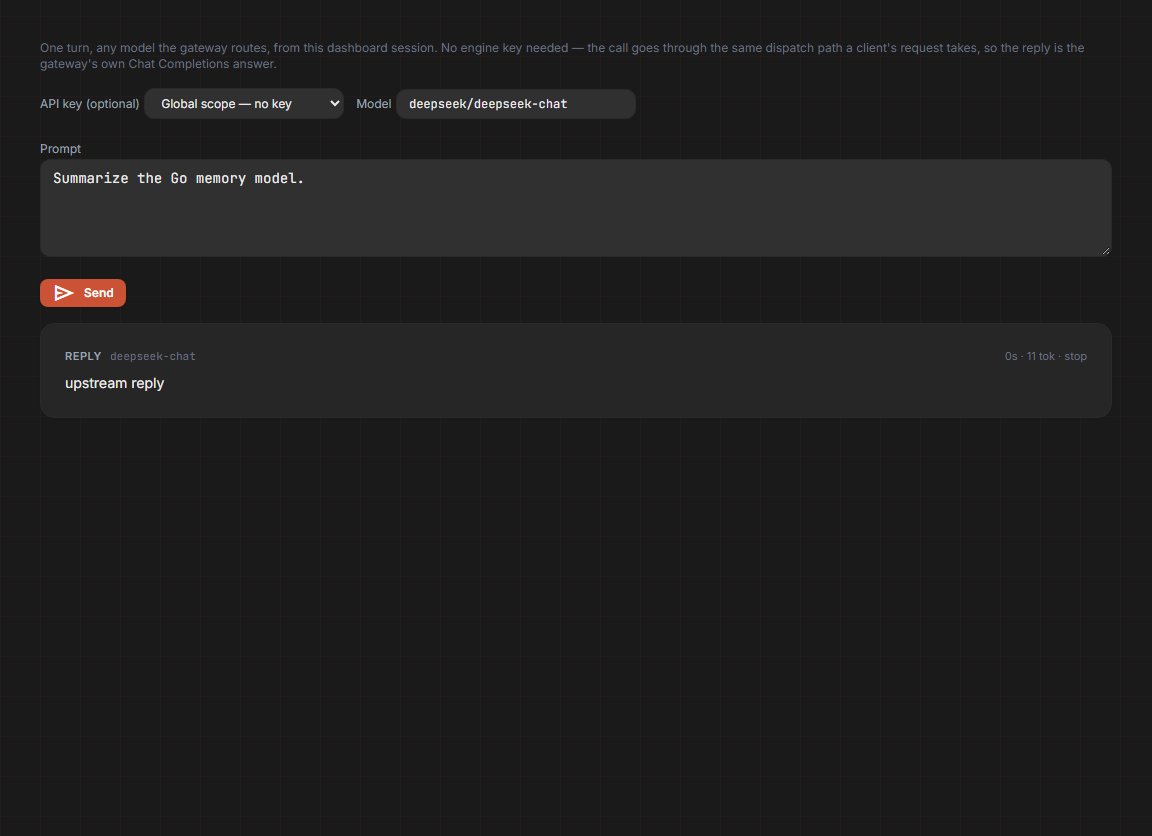 One turn, any model the gateway routes, from this dashboard session. No engine key needed — the call goes through the same dispatch path a client's request takes, so the reply is the
gateway's own Chat Completions answer.
API key (optional) Global scope — no key Model deepseek/deepseek-chat
Prompt
Summarize the Go memory model.
Send
REPLY deepseek-chat 0s · 11 tok · stop
upstream reply